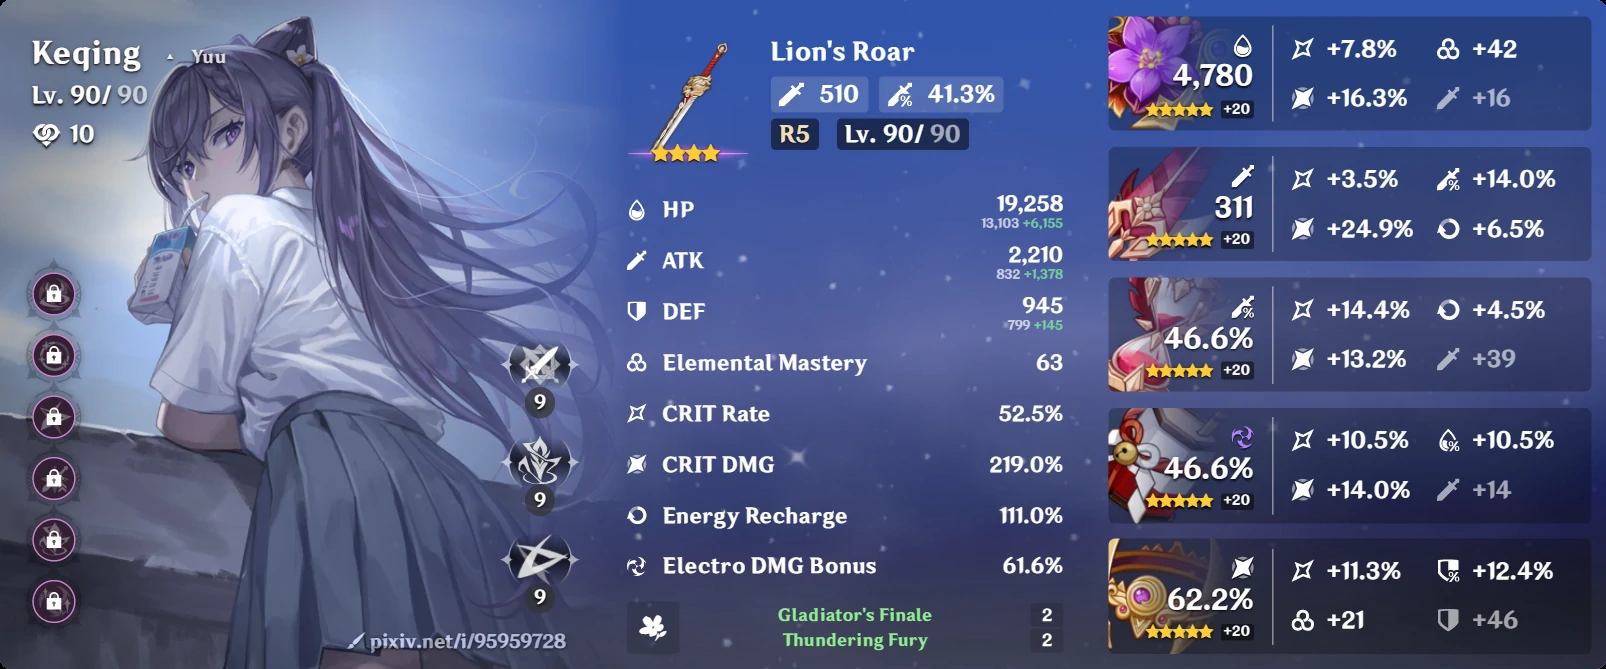 Keqing Yuu
Lv. 90/ 90
10
9
9
9
pixiv.net/i/95959728
Lion's Roar
510 41.3%
R5 Lv. 90/ 90
HP 19,258
13,103 +6,155
ATK 2,210
832 +1,378
DEF 945
799 +145
Elemental Mastery 63
CRIT Rate 52.5%
CRIT DMG 219.0%
Energy Recharge 111.0%
Electro DMG Bonus 61.6%
Gladiator's Finale 2
Thundering Fury 2
4,780
+20
+7.8% +42
+16.3% +16
311
+20
+3.5% +14.0%
+24.9% +6.5%
46.6%
+20
+14.4% +4.5%
+13.2% +39
46.6%
+20
+10.5% +10.5%
+14.0% +14
62.2%
+20
+11.3% +12.4%
+21 +46